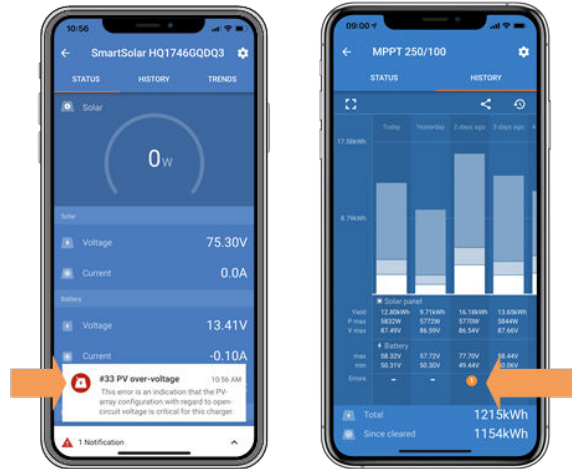 10:56
SmartSolar HQ1746GQDQ3
STATUS
HISTORY
TRENDS
Solar
0W
Solar
Voltage 75.30V
Current 0.0A
Battery
Voltage 13.41V
Current -0.10A
#33 PV over-voltage 10:56 AM
This error is an indication that the PV-
array configuration with regard to open-
circuit voltage is critical for this charger.
1 Notification
09:00
MPPT 250/100
STATUS
HISTORY
Today Yesterday 2 days ago 3 days ago 4
17.58kWh
8.79kWh
Solar panel
Yield 12.80kWh 9.71kWh 16.18kWh 13.65kWh
P max 5832W 5772W 5770W 5844W
V max 87.49V 86.59V 86.54V 87.66V
Battery
max 58.32V 57.72V 77.70V 58.44V
min 50.31V 50.30V 49.44V 50.06V
Errors - - 1
Total 1215kWh
Since cleared 1154kWh